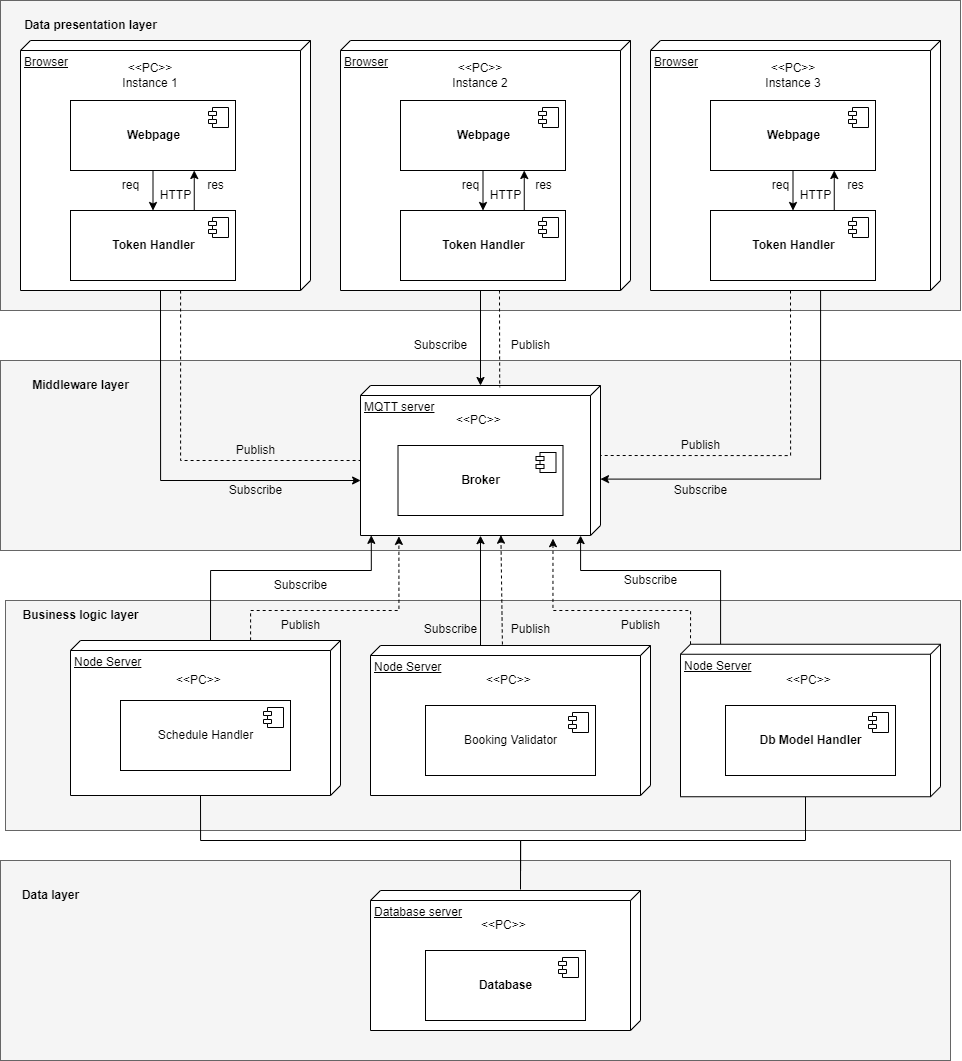 Data presentation layer
Browser
<<PC>>
Instance 1
Webpage
req
HTTP
res
Token Handler
Browser
<<PC>>
Instance 2
Webpage
req
HTTP
res
Token Handler
Browser
<<PC>>
Instance 3
Webpage
req
HTTP
res
Token Handler
Subscribe
Publish
Middleware layer
MQTT server
<<PC>>
Broker
Publish
Subscribe
Publish
Subscribe
Subscribe
Publish
Subscribe
Publish
Subscribe
Publish
Business logic layer
Node Server
<<PC>>
Schedule Handler
Node Server
<<PC>>
Booking Validator
Node Server
<<PC>>
Db Model Handler
Data layer
Database server
<<PC>>
Database